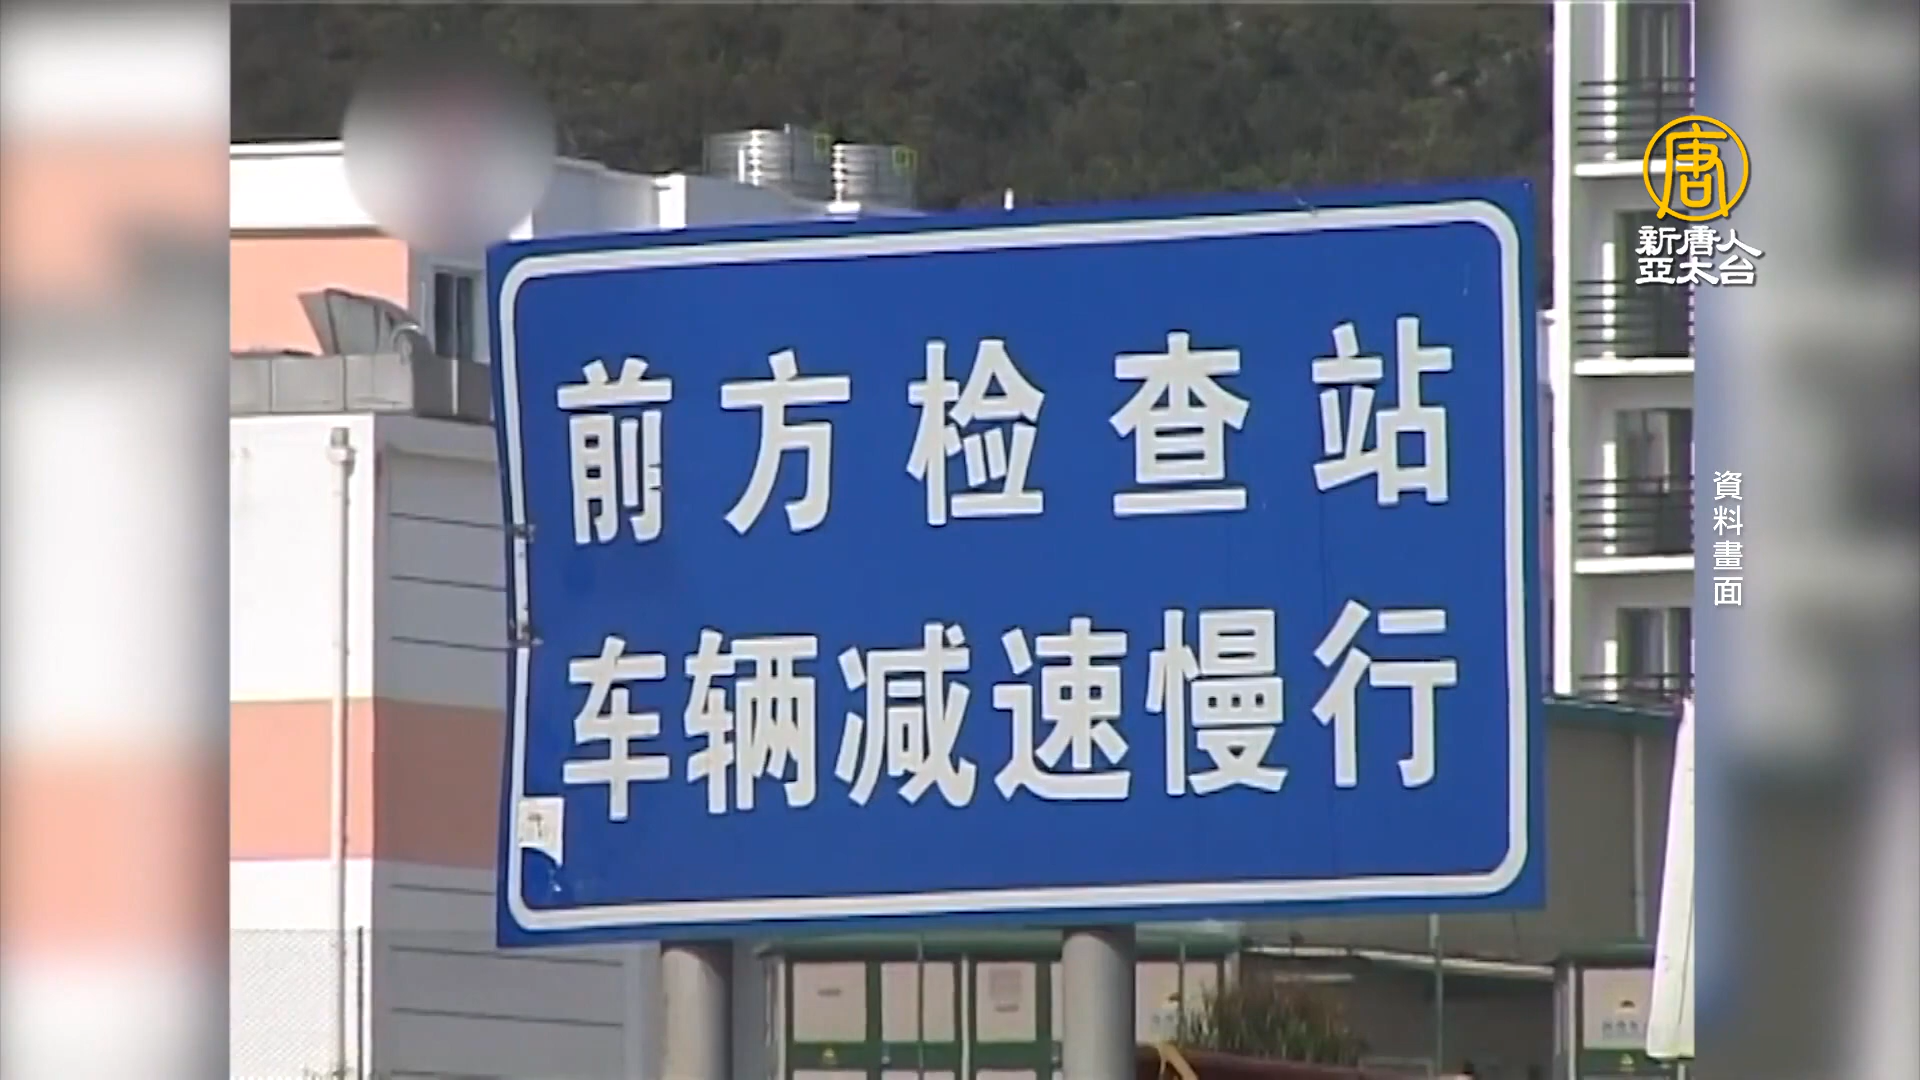 前方检查站
车辆减速慢行
唐
新唐人
亞太台
資料畫面